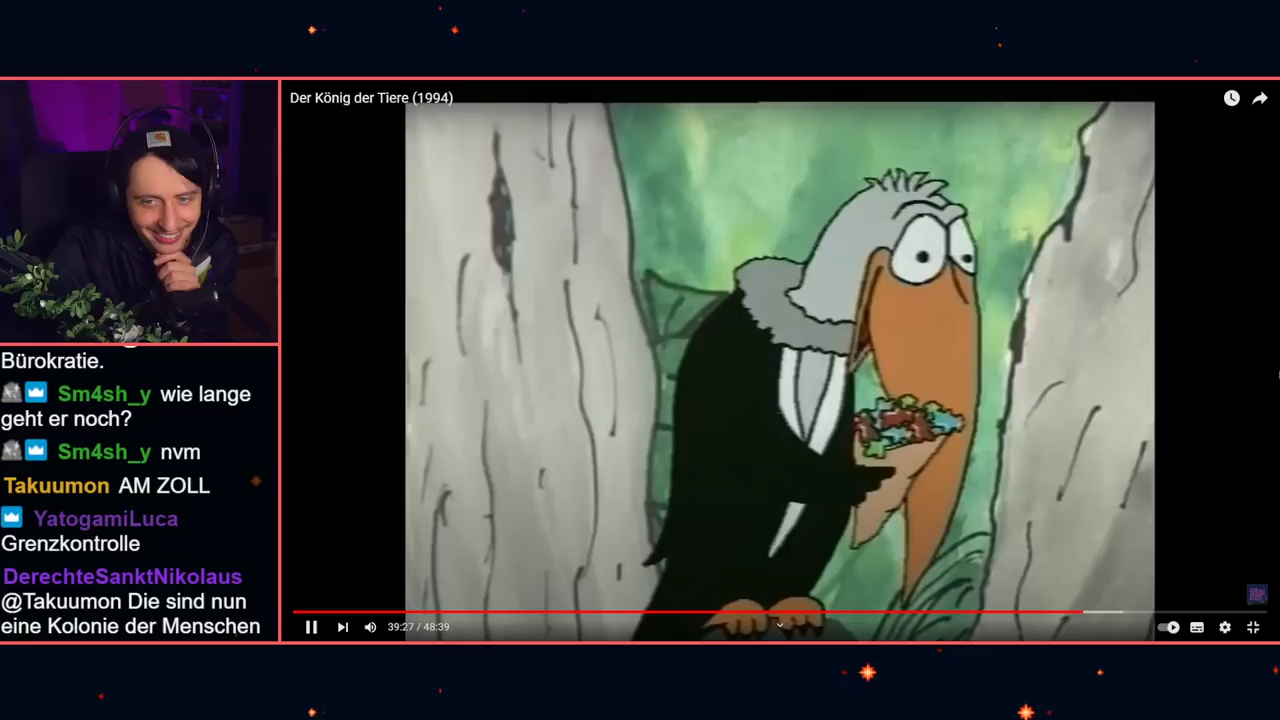 Der König der Tiere (1994)
Bürokratie.
Sm4sh_y wie lange
geht er noch?
Sm4sh_y nvm
Takuumon AM ZOLL
YatogamiLuca
Grenzkontrolle
DerechteSanktNikolaus
@Takuumon Die sind nun
eine Kolonie der Menschen
39:27 / 48:39